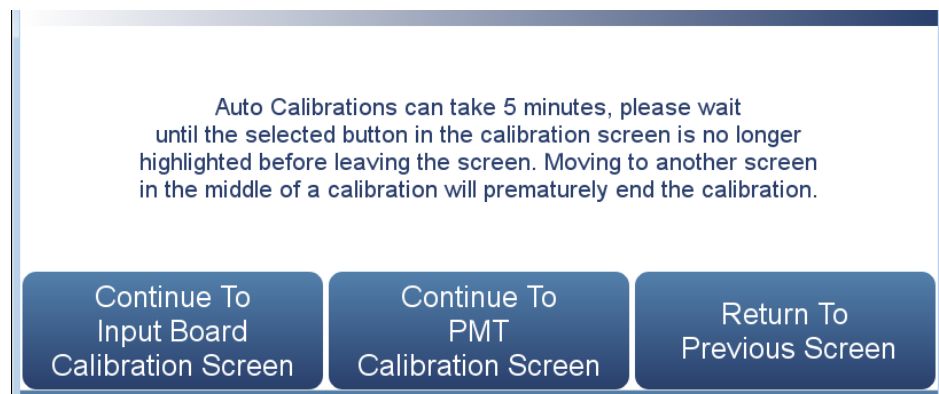 Auto Calibrations can take 5 minutes, please wait
until the selected button in the calibration screen is no longer
highlighted before leaving the screen. Moving to another screen
in the middle of a calibration will prematurely end the calibration.
Continue To
Input Board
Calibration Screen
Continue To
PMT
Calibration Screen
Return To
Previous Screen